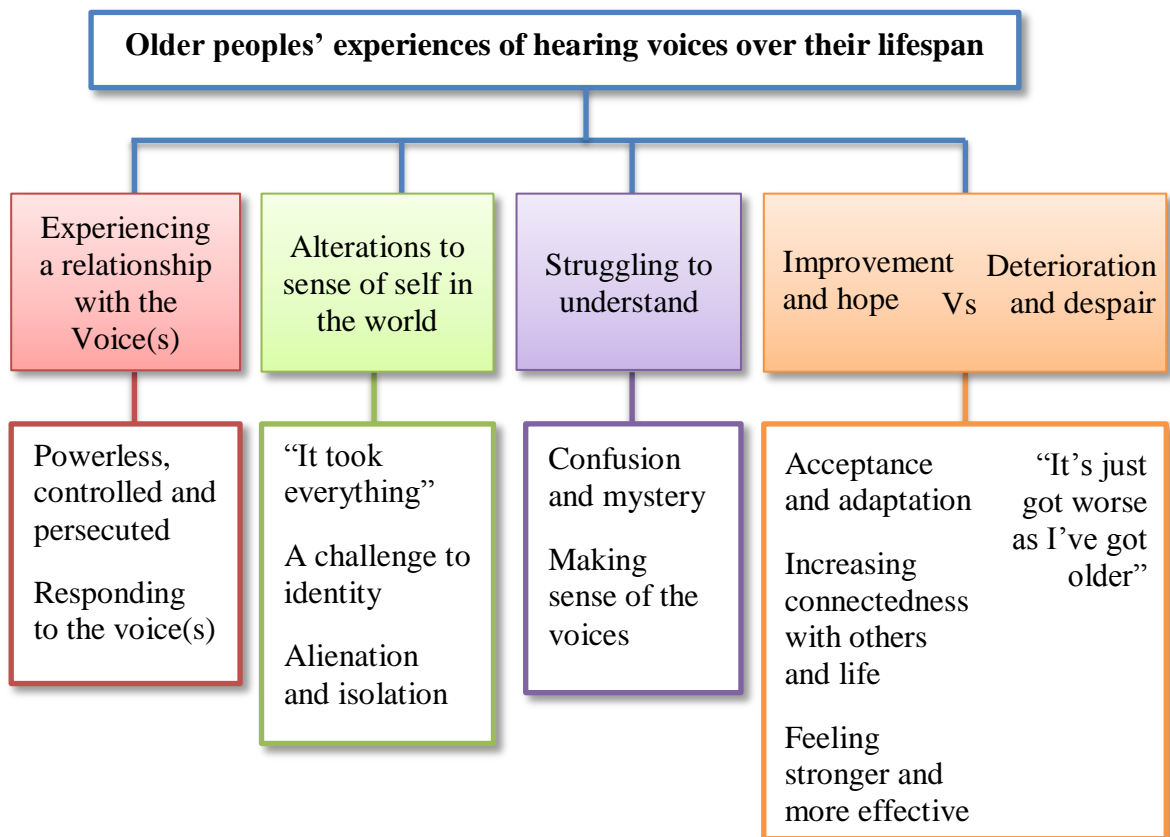 Older peoples’ experiences of hearing voices over their lifespan
Experiencing
a relationship
with the
Voice(s)
Alterations to
sense of self in
the world
Struggling to
understand
Improvement
and hope
Vs
Deterioration
and despair
Powerless,
controlled and
persecuted
Responding
to the voice(s)
“It took
everything”
A challenge to
identity
Alienation
and isolation
Confusion
and mystery
Making
sense of the
voices
Acceptance
and adaptation
Increasing
connectedness
with others
and life
Feeling
stronger and
more effective
“It’s just
got worse
as I’ve got
older”